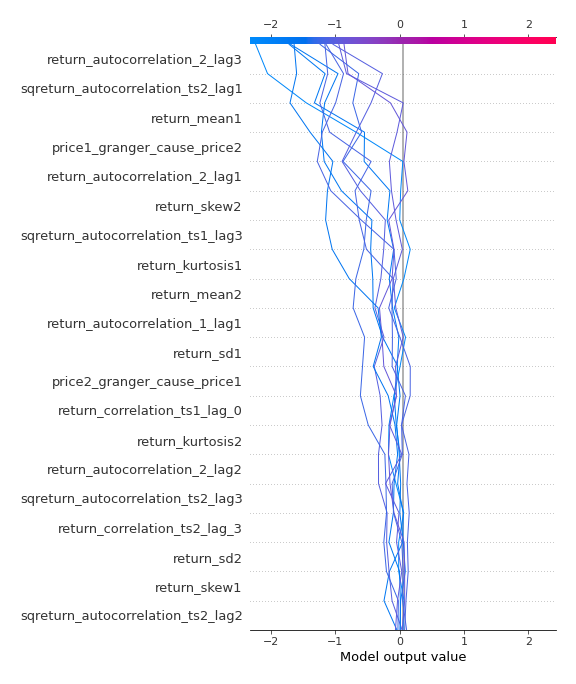 −2 −1 0 1 2
return_autocorrelation_2_lag3
sqreturn_autocorrelation_ts2_lag1
return_mean1
price1_granger_cause_price2
return_autocorrelation_2_lag1
return_skew2
sqreturn_autocorrelation_ts1_lag3
return_kurtosis1
return_mean2
return_autocorrelation_1_lag1
return_sd1
price2_granger_cause_price1
return_correlation_ts1_lag_0
return_kurtosis2
return_autocorrelation_2_lag2
sqreturn_autocorrelation_ts2_lag3
return_correlation_ts2_lag_3
return_sd2
return_skew1
sqreturn_autocorrelation_ts2_lag2
−2 −1 0 1 2
Model output value